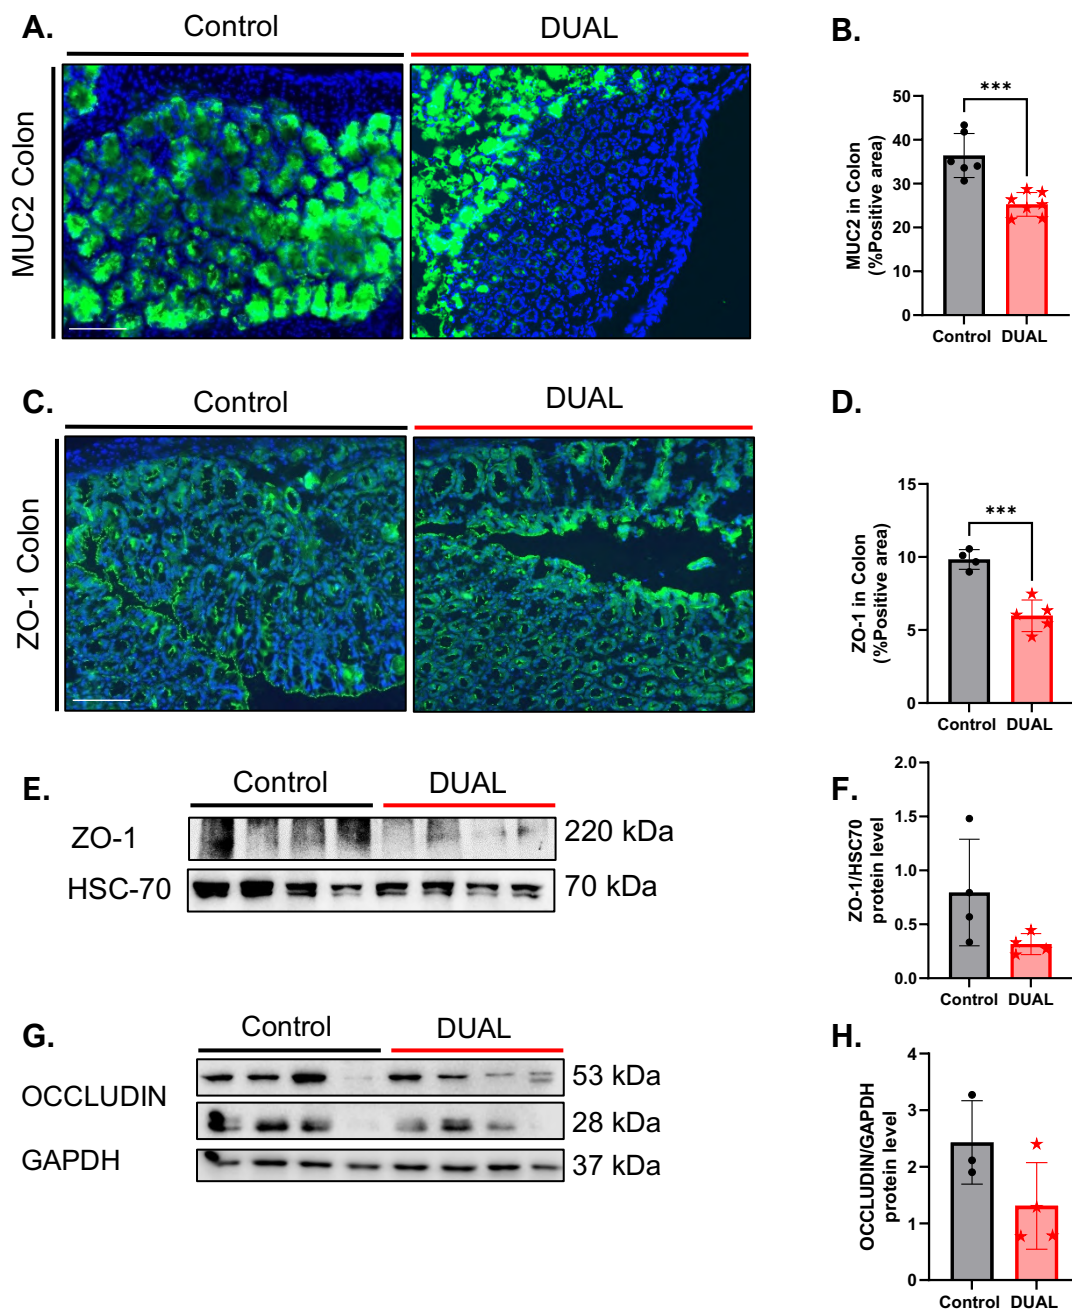 A.
Control
DUAL
MUC2 Colon
B.
***
MUC2 in Colon
(%Positive area)
50
40
30
20
10
0
Control
DUAL
C.
Control
DUAL
ZO-1 Colon
D.
***
ZO-1 in Colon
(%Positive area)
15
10
5
0
Control
DUAL
E.
Control
DUAL
ZO-1
220 kDa
HSC-70
70 kDa
F.
ZO-1/HSC70
protein level
2.0
1.5
1.0
0.5
0.0
Control
DUAL
G.
Control
DUAL
OCCLUDIN
53 kDa
28 kDa
GAPDH
37 kDa
H.
OCCLUDIN/GAPDH
protein level
4
3
2
1
0
Control
DUAL